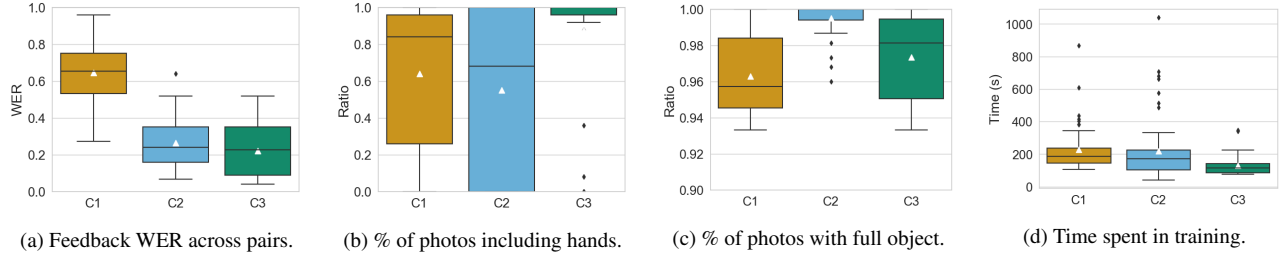 1.0
0.8
0.6
0.4
0.2
0.0
WER
C1 C2 C3
(a) Feedback WER across pairs.
1.0
0.8
0.6
0.4
0.2
0.0
Ratio
C1 C2 C3
(b) % of photos including hands.
1.00
0.98
0.96
0.94
0.92
0.90
Ratio
C1 C2 C3
(c) % of photos with full object.
1000
800
600
400
200
0
Time (s)
C1 C2 C3
(d) Time spent in training.